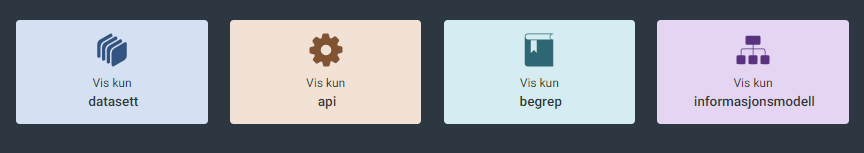 Vis kun
datasett
Vis kun
api
Vis kun
begrep
Vis kun
informasjonsmodell